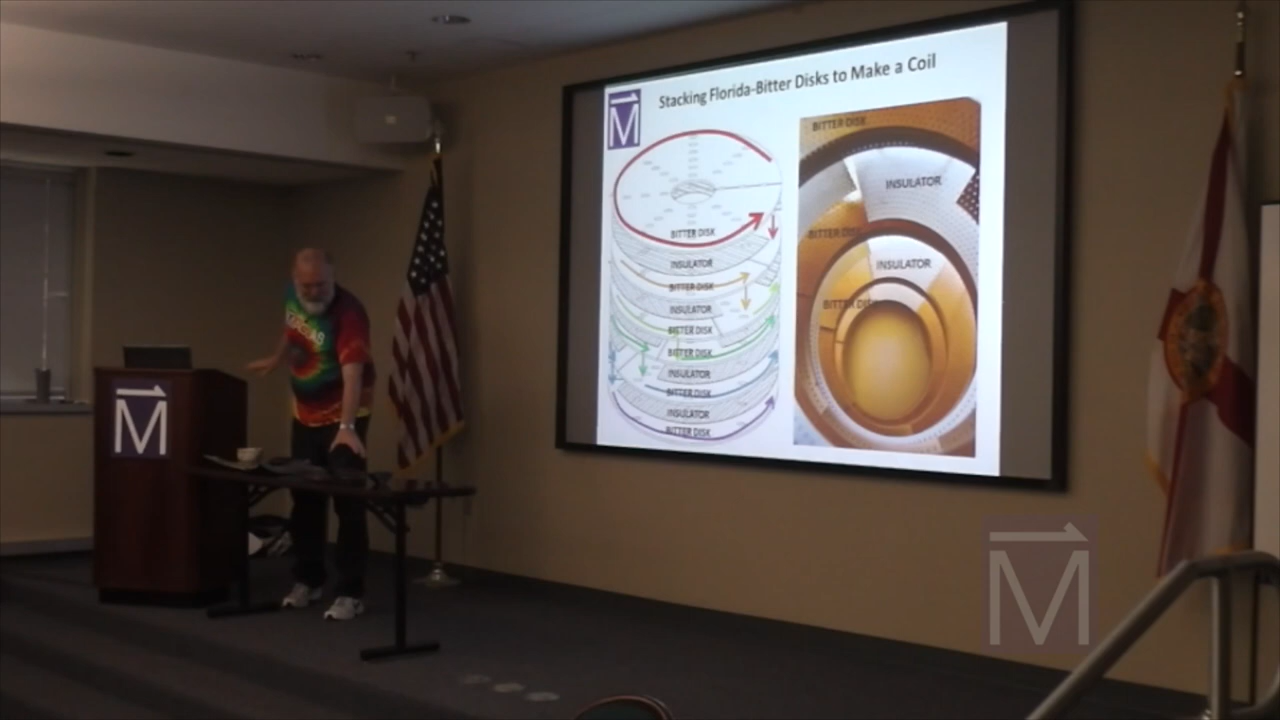 Stacking Florida-Bitter Disks to Make a Coil
M
BITTER DISK
INSULATOR
BITTER DISK
INSULATOR
BITTER DISK
BITTER DISK
INSULATOR
BITTER DISK
INSULATOR
BITTER DISK
BITTER DISK
INSULATOR
BITTER DISK
INSULATOR
BITTER DISK
M
M